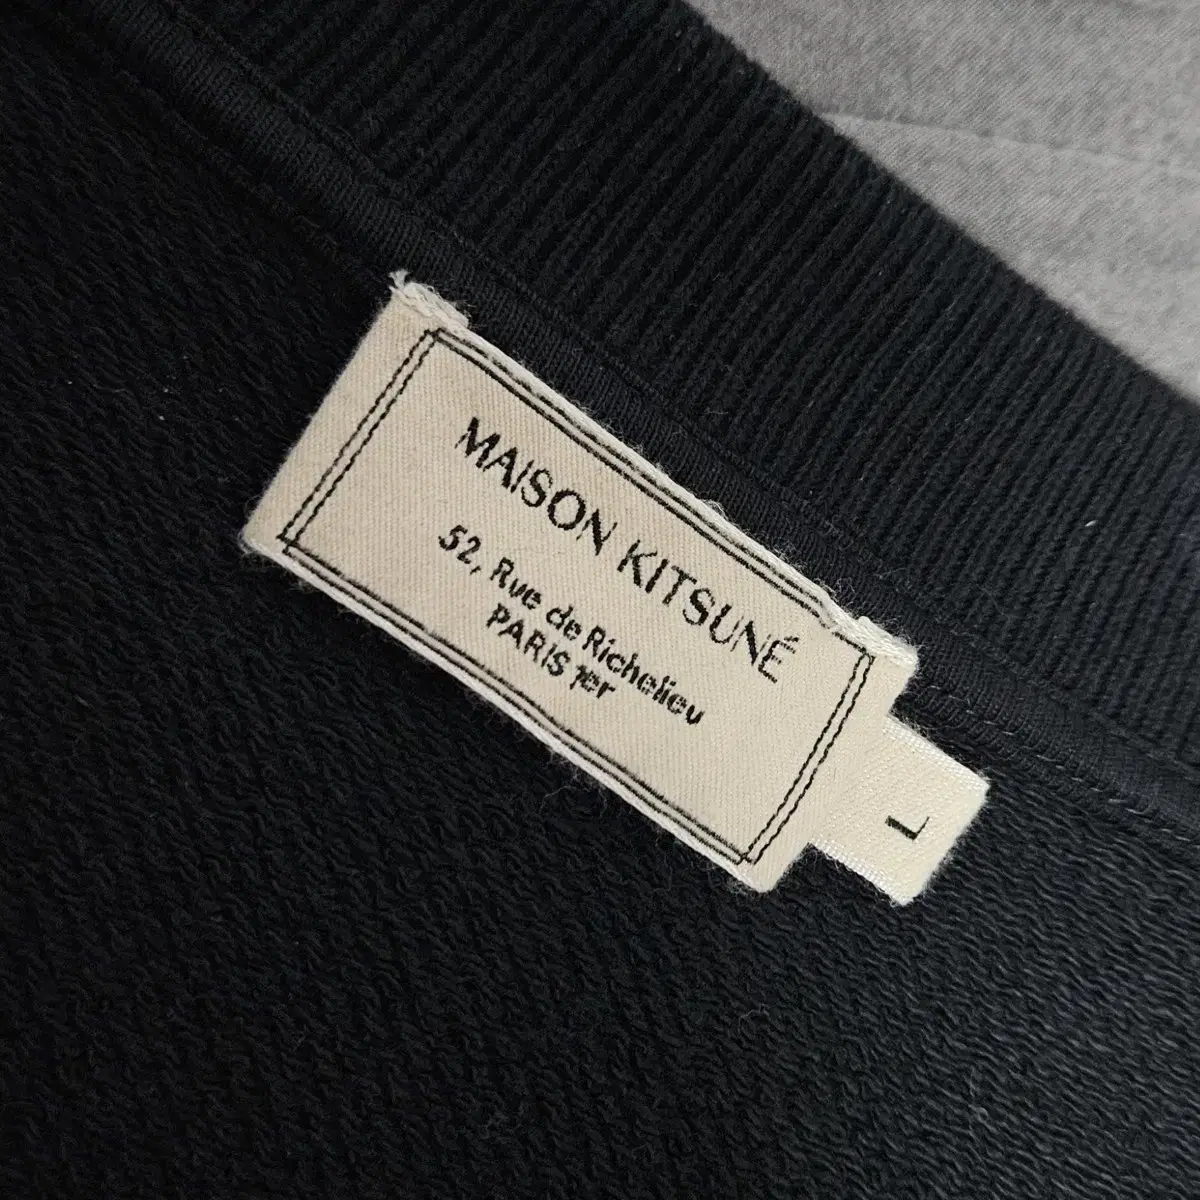 MAISON KITSUNÉ
52, Rue de Richelieu
PARIS 1er
L